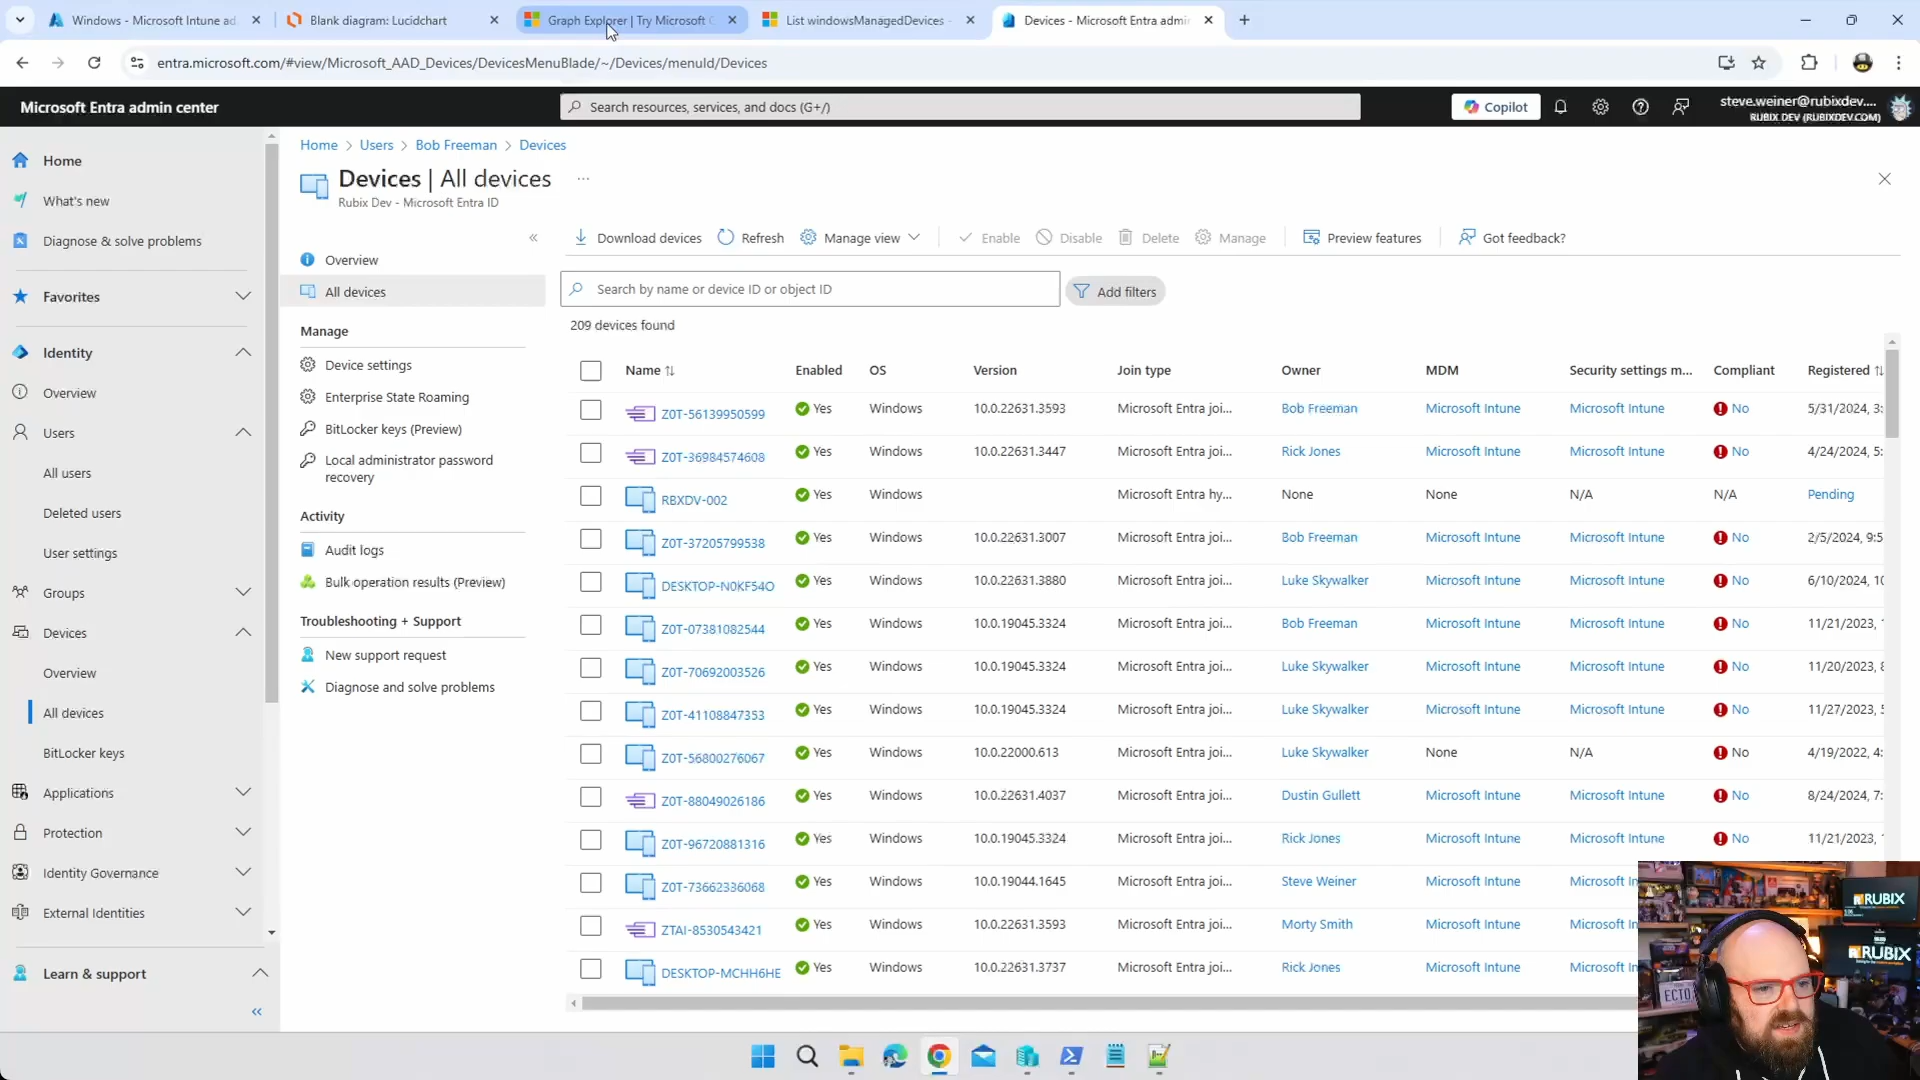 Windows - Microsoft Intune ad
Blank diagram: Lucidchart
Graph Explorer | Try Microsoft G
List windowsManagedDevices -
Devices - Microsoft Entra admi
entra.microsoft.com/#view/Microsoft_AAD_Devices/DevicesMenuBlade/~/Devices/menuId/Devices
Microsoft Entra admin center
Search resources, services, and docs (G+/)
Copilot
steve.weiner@rubixdev....
RUBIX DEV (RUBIXDEV.COM)
Home
What's new
Diagnose & solve problems
Favorites
Identity
Overview
Users
All users
Deleted users
User settings
Groups
Devices
Overview
All devices
BitLocker keys
Applications
Protection
Identity Governance
External Identities
Learn & support
Home > Users > Bob Freeman > Devices
Devices | All devices ...
Rubix Dev - Microsoft Entra ID
Overview
All devices
Manage
Device settings
Enterprise State Roaming
BitLocker keys (Preview)
Local administrator password
recovery
Activity
Audit logs
Bulk operation results (Preview)
Troubleshooting + Support
New support request
Diagnose and solve problems
Download devices Refresh Manage view Enable Disable Delete Manage Preview features Got feedback?
Search by name or device ID or object ID
Add filters
209 devices found
Name Enabled OS Version Join type Owner MDM Security settings m... Compliant Registered
Z0T-56139950599 Yes Windows 10.0.22631.3593 Microsoft Entra joi... Bob Freeman Microsoft Intune Microsoft Intune No 5/31/2024, 3:
Z0T-36984574608 Yes Windows 10.0.22631.3447 Microsoft Entra joi... Rick Jones Microsoft Intune Microsoft Intune No 4/24/2024, 5:
RBXDV-002 Yes Windows Microsoft Entra hy... None None N/A N/A Pending
Z0T-37205799538 Yes Windows 10.0.22631.3007 Microsoft Entra joi... Bob Freeman Microsoft Intune Microsoft Intune No 2/5/2024, 9:5
DESKTOP-N0KF54O Yes Windows 10.0.22631.3880 Microsoft Entra joi... Luke Skywalker Microsoft Intune Microsoft Intune No 6/10/2024, 10
Z0T-07381082544 Yes Windows 10.0.19045.3324 Microsoft Entra joi... Bob Freeman Microsoft Intune Microsoft Intune No 11/21/2023, 1
Z0T-70692003526 Yes Windows 10.0.19045.3324 Microsoft Entra joi... Luke Skywalker Microsoft Intune Microsoft Intune No 11/20/2023, 8
Z0T-41108847353 Yes Windows 10.0.19045.3324 Microsoft Entra joi... Luke Skywalker Microsoft Intune Microsoft Intune No 11/27/2023, 5
Z0T-56800276067 Yes Windows 10.0.22000.613 Microsoft Entra joi... Luke Skywalker None N/A No 4/19/2022, 4:
Z0T-88049026186 Yes Windows 10.0.22631.4037 Microsoft Entra joi... Dustin Gullett Microsoft Intune Microsoft Intune No 8/24/2024, 7:
Z0T-96720881316 Yes Windows 10.0.19045.3324 Microsoft Entra joi... Rick Jones Microsoft Intune Microsoft Intune No 11/21/2023, 1
Z0T-73662336068 Yes Windows 10.0.19044.1645 Microsoft Entra joi... Steve Weiner Microsoft Intune Microsoft In
ZTAI-8530543421 Yes Windows 10.0.22631.3593 Microsoft Entra joi... Morty Smith Microsoft Intune Microsoft In
DESKTOP-MCHH6HE Yes Windows 10.0.22631.3737 Microsoft Entra joi... Rick Jones Microsoft Intune Microsoft In
RUBIX
RUBIX
ECTO